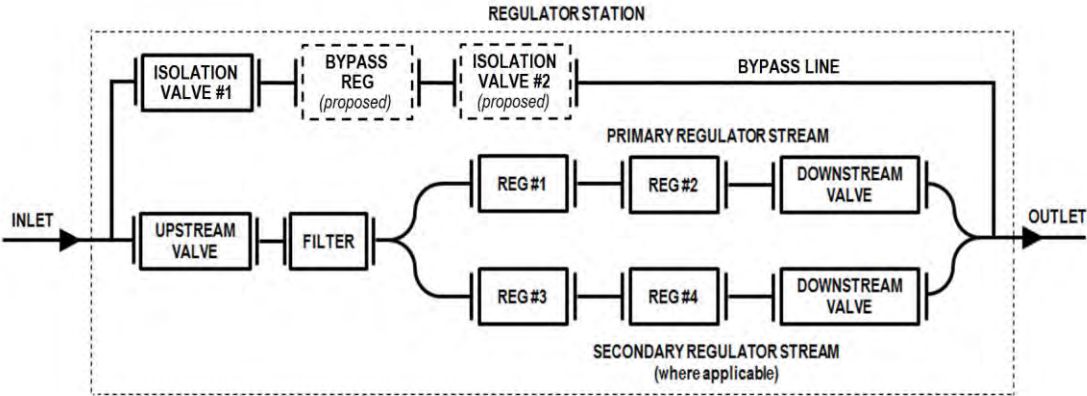 REGULATOR STATION
ISOLATION
VALVE #1
BYPASS
REG
(proposed)
ISOLATION
VALVE #2
(proposed)
BYPASS LINE
PRIMARY REGULATOR STREAM
REG #1
REG #2
DOWNSTREAM
VALVE
INLET
UPSTREAM
VALVE
FILTER
OUTLET
REG #3
REG #4
DOWNSTREAM
VALVE
SECONDARY REGULATOR STREAM
(where applicable)